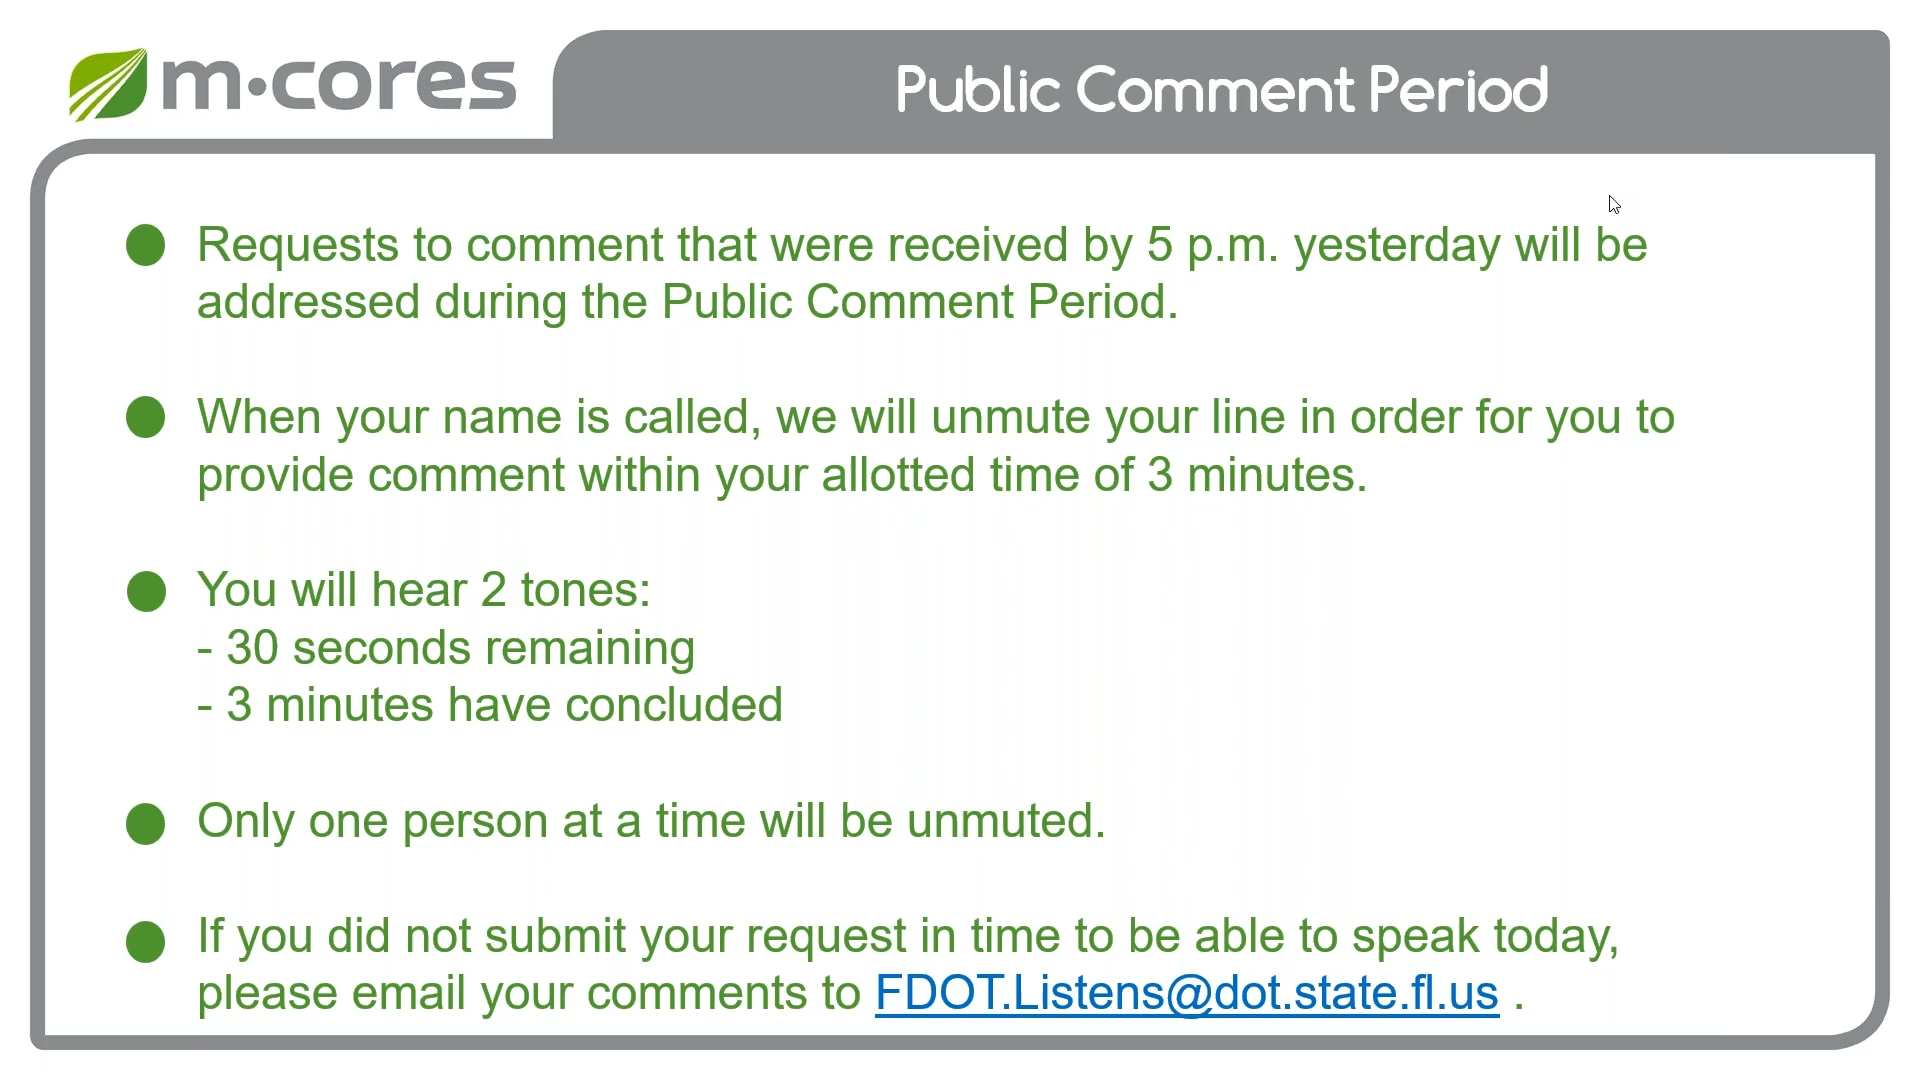 m·cores
Public Comment Period
Requests to comment that were received by 5 p.m. yesterday will be
addressed during the Public Comment Period.
When your name is called, we will unmute your line in order for you to
provide comment within your allotted time of 3 minutes.
You will hear 2 tones:
- 30 seconds remaining
- 3 minutes have concluded
Only one person at a time will be unmuted.
If you did not submit your request in time to be able to speak today,
please email your comments to FDOT.Listens@dot.state.fl.us .